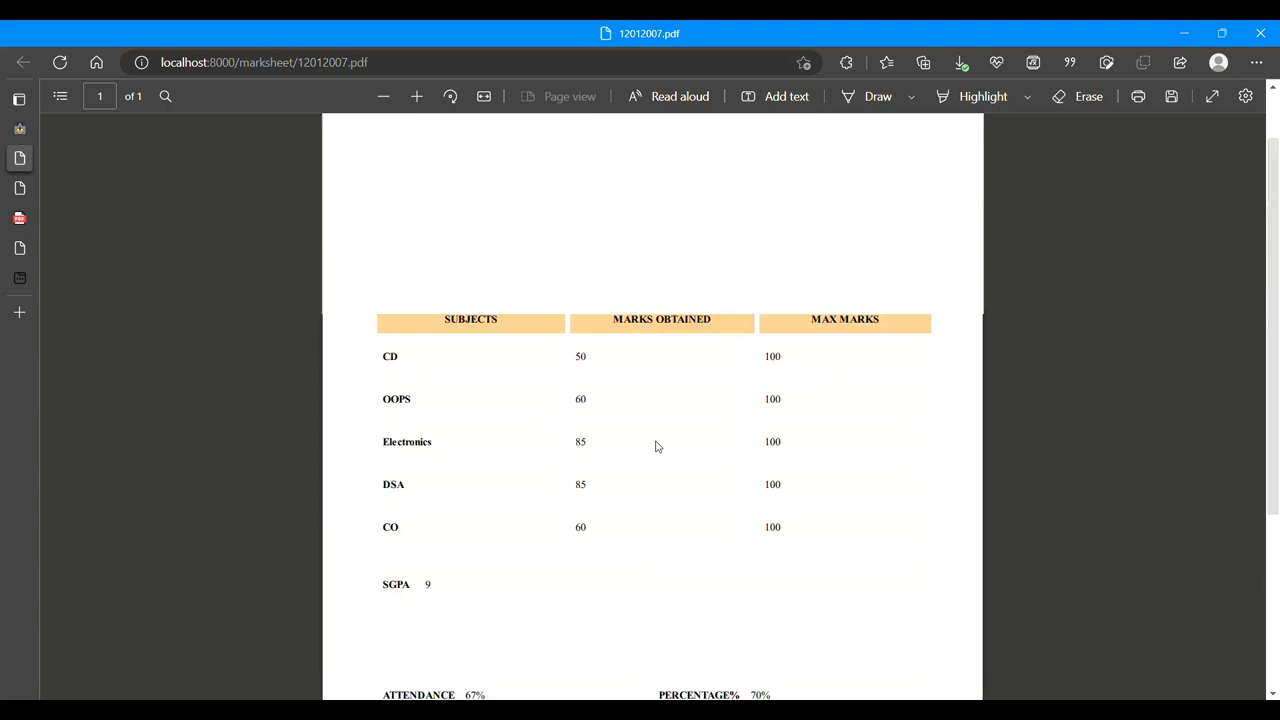 12012007.pdf
localhost:8000/marksheet/12012007.pdf
1 of 1 Page view Read aloud Add text Draw Highlight Erase
SUBJECTS MARKS OBTAINED MAX MARKS
CD 50 100
OOPS 60 100
Electronics 85 100
DSA 85 100
CO 60 100
SGPA 9
ATTENDANCE 67% PERCENTAGE% 70%